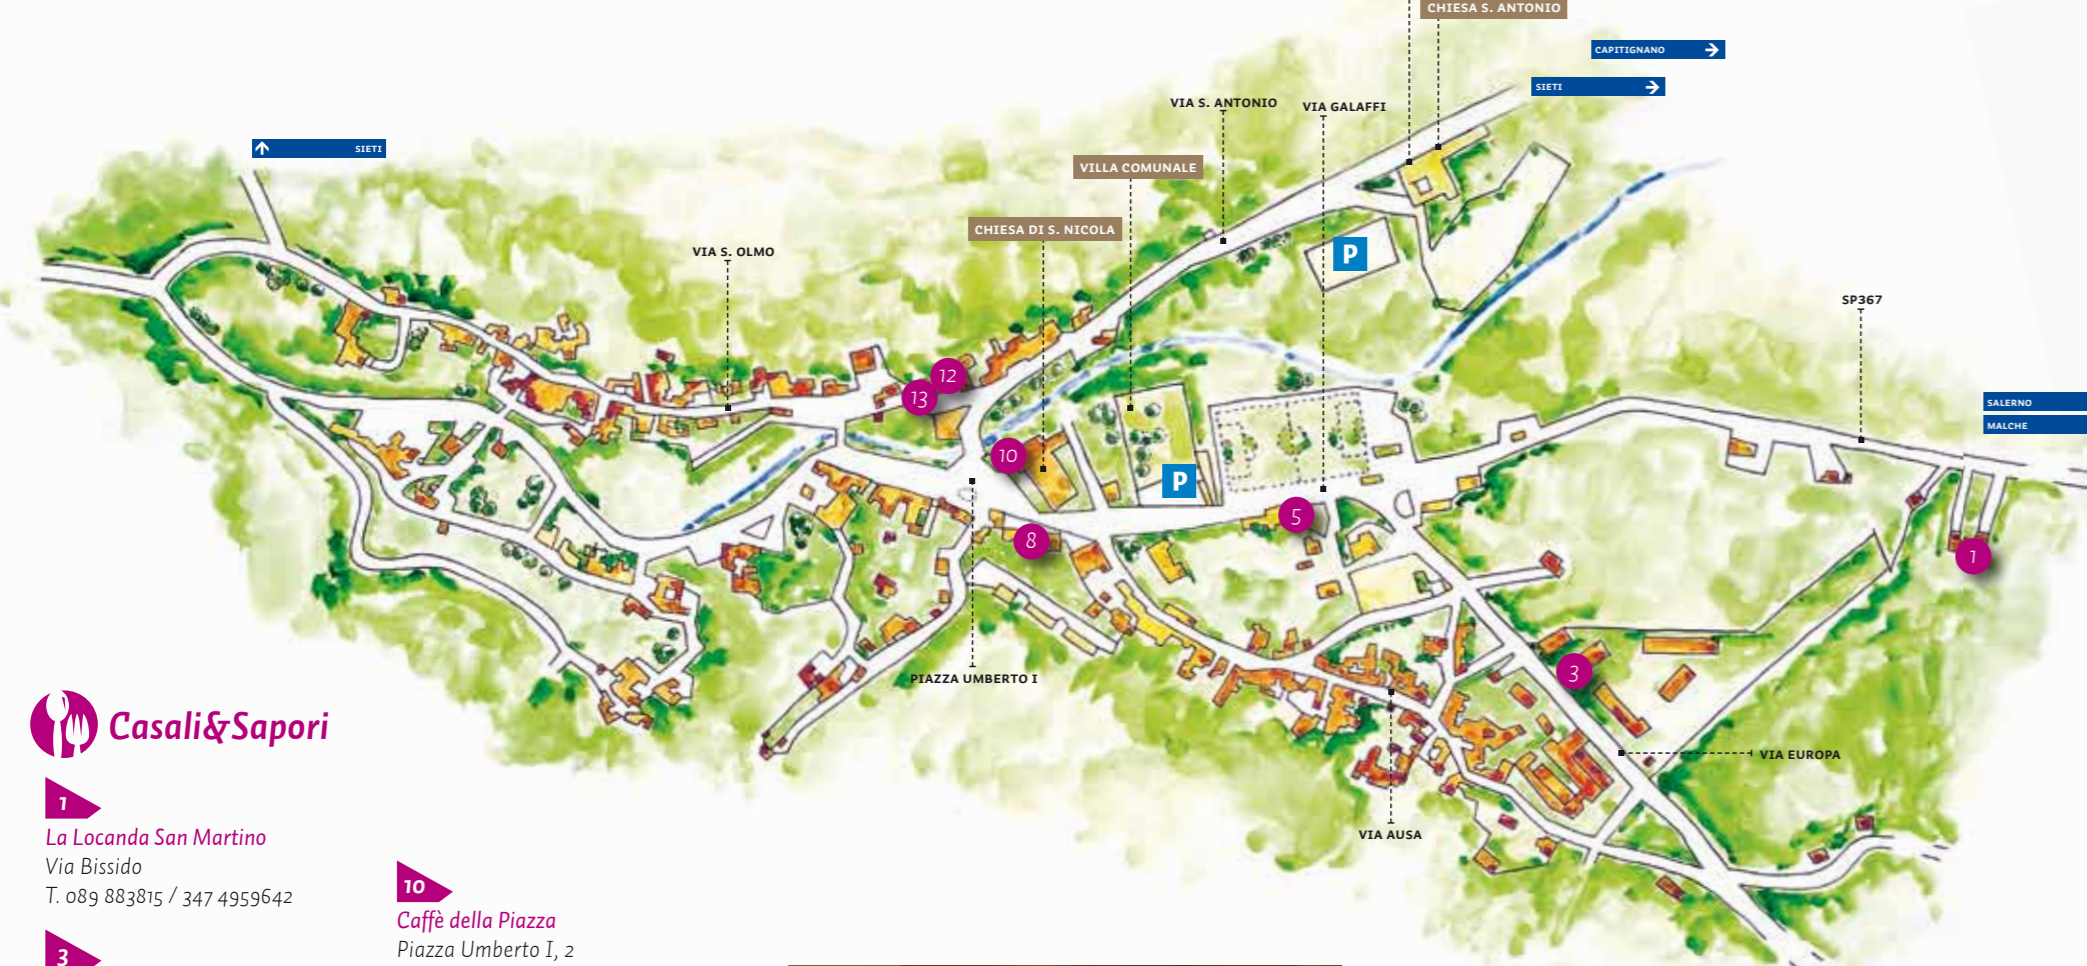 CHIESA S. ANTONIO
CAPITIGNANO
SIETI
VIA S. ANTONIO
VIA GALAFFI
SIETI
VILLA COMUNALE
CHIESA DI S. NICOLA
VIA S. OLMO
P
SP367
12
13
SALERNO
MALCHE
10
P
5
8
1
3
PIAZZA UMBERTO I
VIA EUROPA
VIA AUSA
Casali&Sapori
1
La Locanda San Martino
Via Bissido
T. 089 883815 / 347 4959642
3
10
Caffè della Piazza
Piazza Umberto I, 2